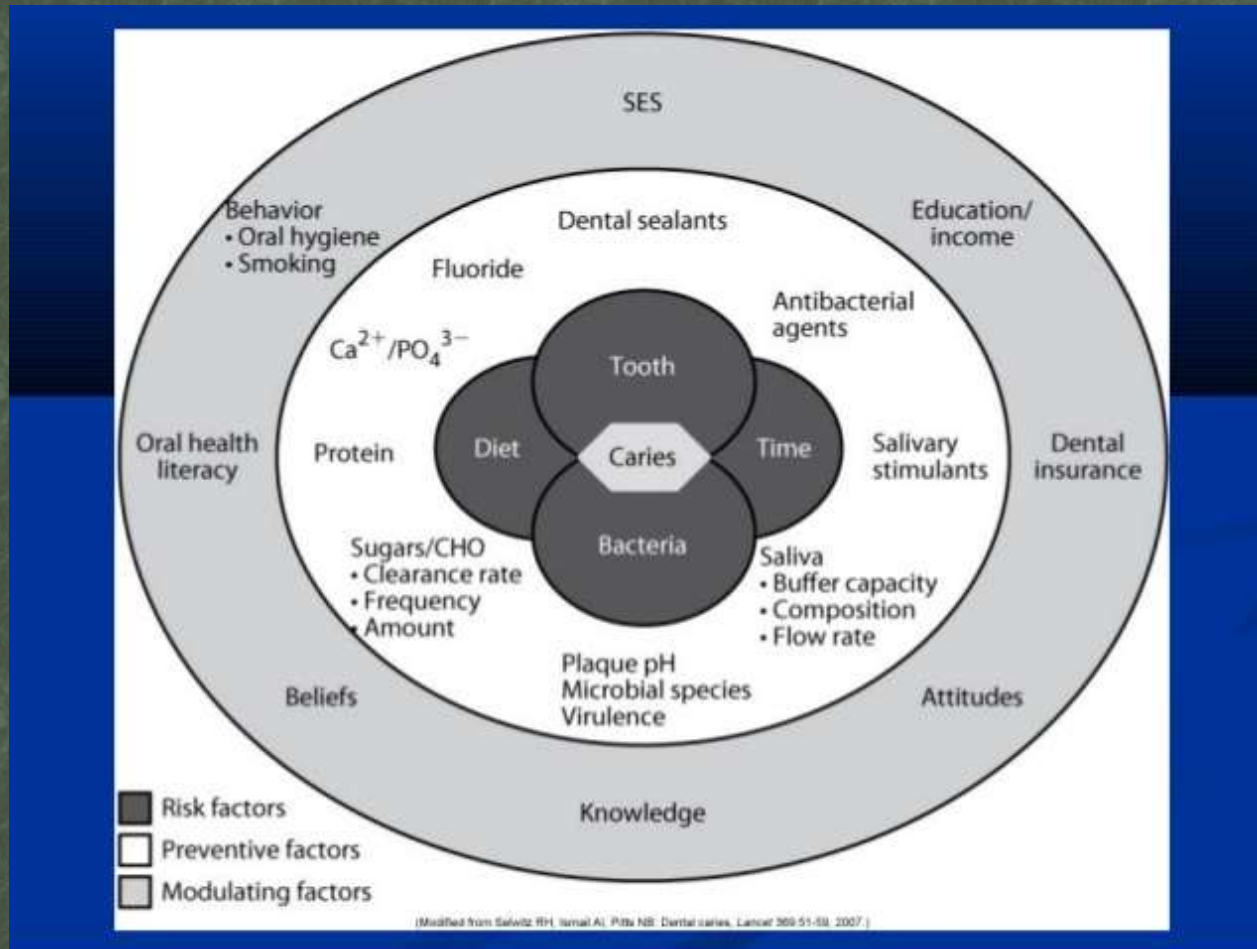 SES
Behavior
• Oral hygiene
• Smoking
Education/
income
Dental sealants
Fluoride
Antibacterial
agents
Ca²⁺/PO₄³⁻
Tooth
Oral health
literacy
Protein
Diet
Caries
Time
Salivary
stimulants
Dental
insurance
Bacteria
Sugars/CHO
• Clearance rate
• Frequency
• Amount
Saliva
• Buffer capacity
• Composition
• Flow rate
Plaque pH
Microbial species
Virulence
Beliefs
Attitudes
Knowledge
Risk factors
Preventive factors
Modulating factors
(Modified from Selwitz RH, Ismail AI, Pitts NB: Dental caries, Lancet 369:51-59, 2007.)